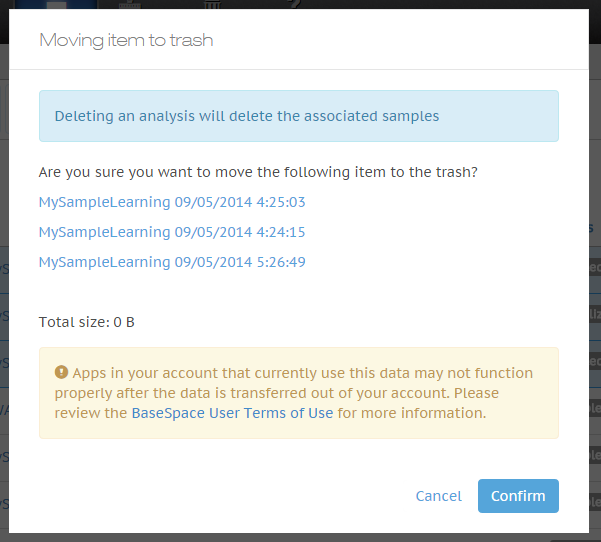 Moving item to trash
Deleting an analysis will delete the associated samples
Are you sure you want to move the following item to the trash?
MySampleLearning 09/05/2014 4:25:03
MySampleLearning 09/05/2014 4:24:15
MySampleLearning 09/05/2014 5:26:49
Total size: 0 B
Apps in your account that currently use this data may not function
properly after the data is transferred out of your account. Please
review the BaseSpace User Terms of Use for more information.
Cancel
Confirm